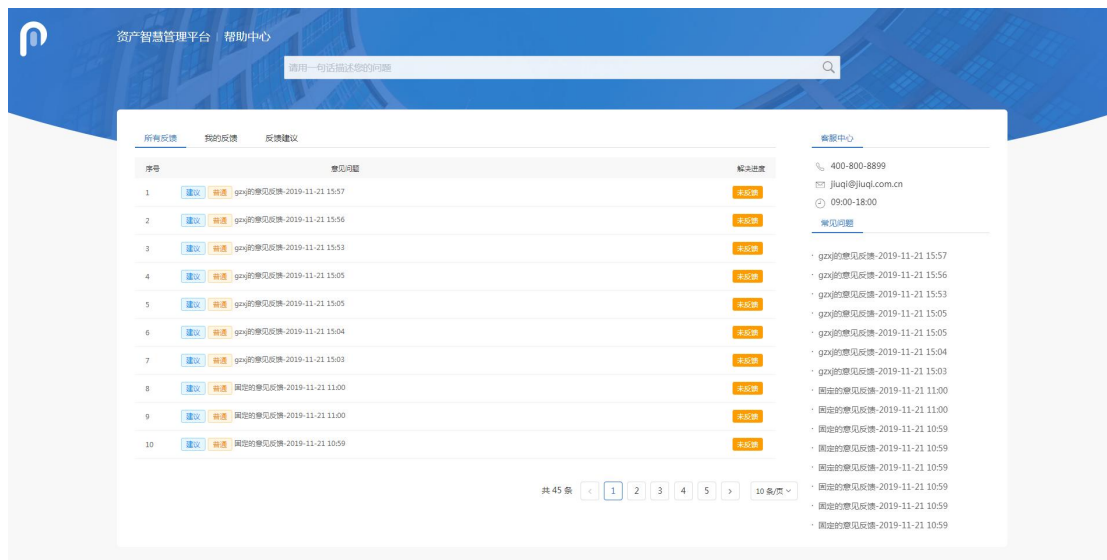 资产智慧管理平台 | 帮助中心
请用一句话描述您的问题
所有反馈 我的反馈 反馈建议
序号 意见问题 解决进度
1 建议 普通 gzxj的意见反馈-2019-11-21 15:57 未反馈
2 建议 普通 gzxj的意见反馈-2019-11-21 15:56 未反馈
3 建议 普通 gzxj的意见反馈-2019-11-21 15:53 未反馈
4 建议 普通 gzxj的意见反馈-2019-11-21 15:05 未反馈
5 建议 普通 gzxj的意见反馈-2019-11-21 15:05 未反馈
6 建议 普通 gzxj的意见反馈-2019-11-21 15:04 未反馈
7 建议 普通 gzxj的意见反馈-2019-11-21 15:03 未反馈
8 建议 普通 固定的意见反馈-2019-11-21 11:00 未反馈
9 建议 普通 固定的意见反馈-2019-11-21 11:00 未反馈
10 建议 普通 固定的意见反馈-2019-11-21 10:59 未反馈
共 45 条 < 1 2 3 4 5 > 10 条/页
客服中心
400-800-8899
jiuqi@jiuqi.com.cn
09:00-18:00
常见问题
· gzxj的意见反馈-2019-11-21 15:57
· gzxj的意见反馈-2019-11-21 15:56
· gzxj的意见反馈-2019-11-21 15:53
· gzxj的意见反馈-2019-11-21 15:05
· gzxj的意见反馈-2019-11-21 15:05
· gzxj的意见反馈-2019-11-21 15:04
· gzxj的意见反馈-2019-11-21 15:03
· 固定的意见反馈-2019-11-21 11:00
· 固定的意见反馈-2019-11-21 11:00
· 固定的意见反馈-2019-11-21 10:59
· 固定的意见反馈-2019-11-21 10:59
· 固定的意见反馈-2019-11-21 10:59
· 固定的意见反馈-2019-11-21 10:59
· 固定的意见反馈-2019-11-21 10:59
· 固定的意见反馈-2019-11-21 10:59